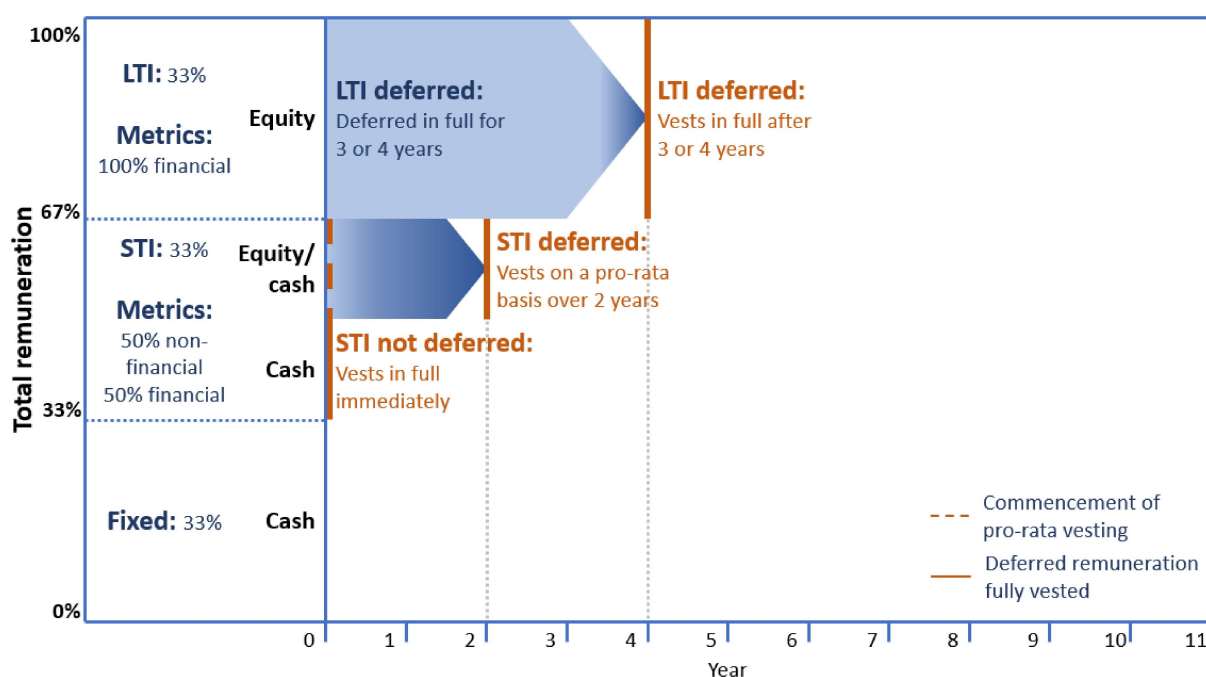 100%
LTI: 33%
Metrics:
100% financial
Equity
LTI deferred:
Deferred in full for
3 or 4 years
LTI deferred:
Vests in full after
3 or 4 years
67%
STI: 33%
Metrics:
50% non-
financial
50% financial
Equity/
cash
Cash
STI deferred:
Vests on a pro-rata
basis over 2 years
STI not deferred:
Vests in full
immediately
33%
Fixed: 33%
Cash
0%
Total remuneration
Commencement of
pro-rata vesting
Deferred remuneration
fully vested
0 1 2 3 4 5 6 7 8 9 10 11
Year